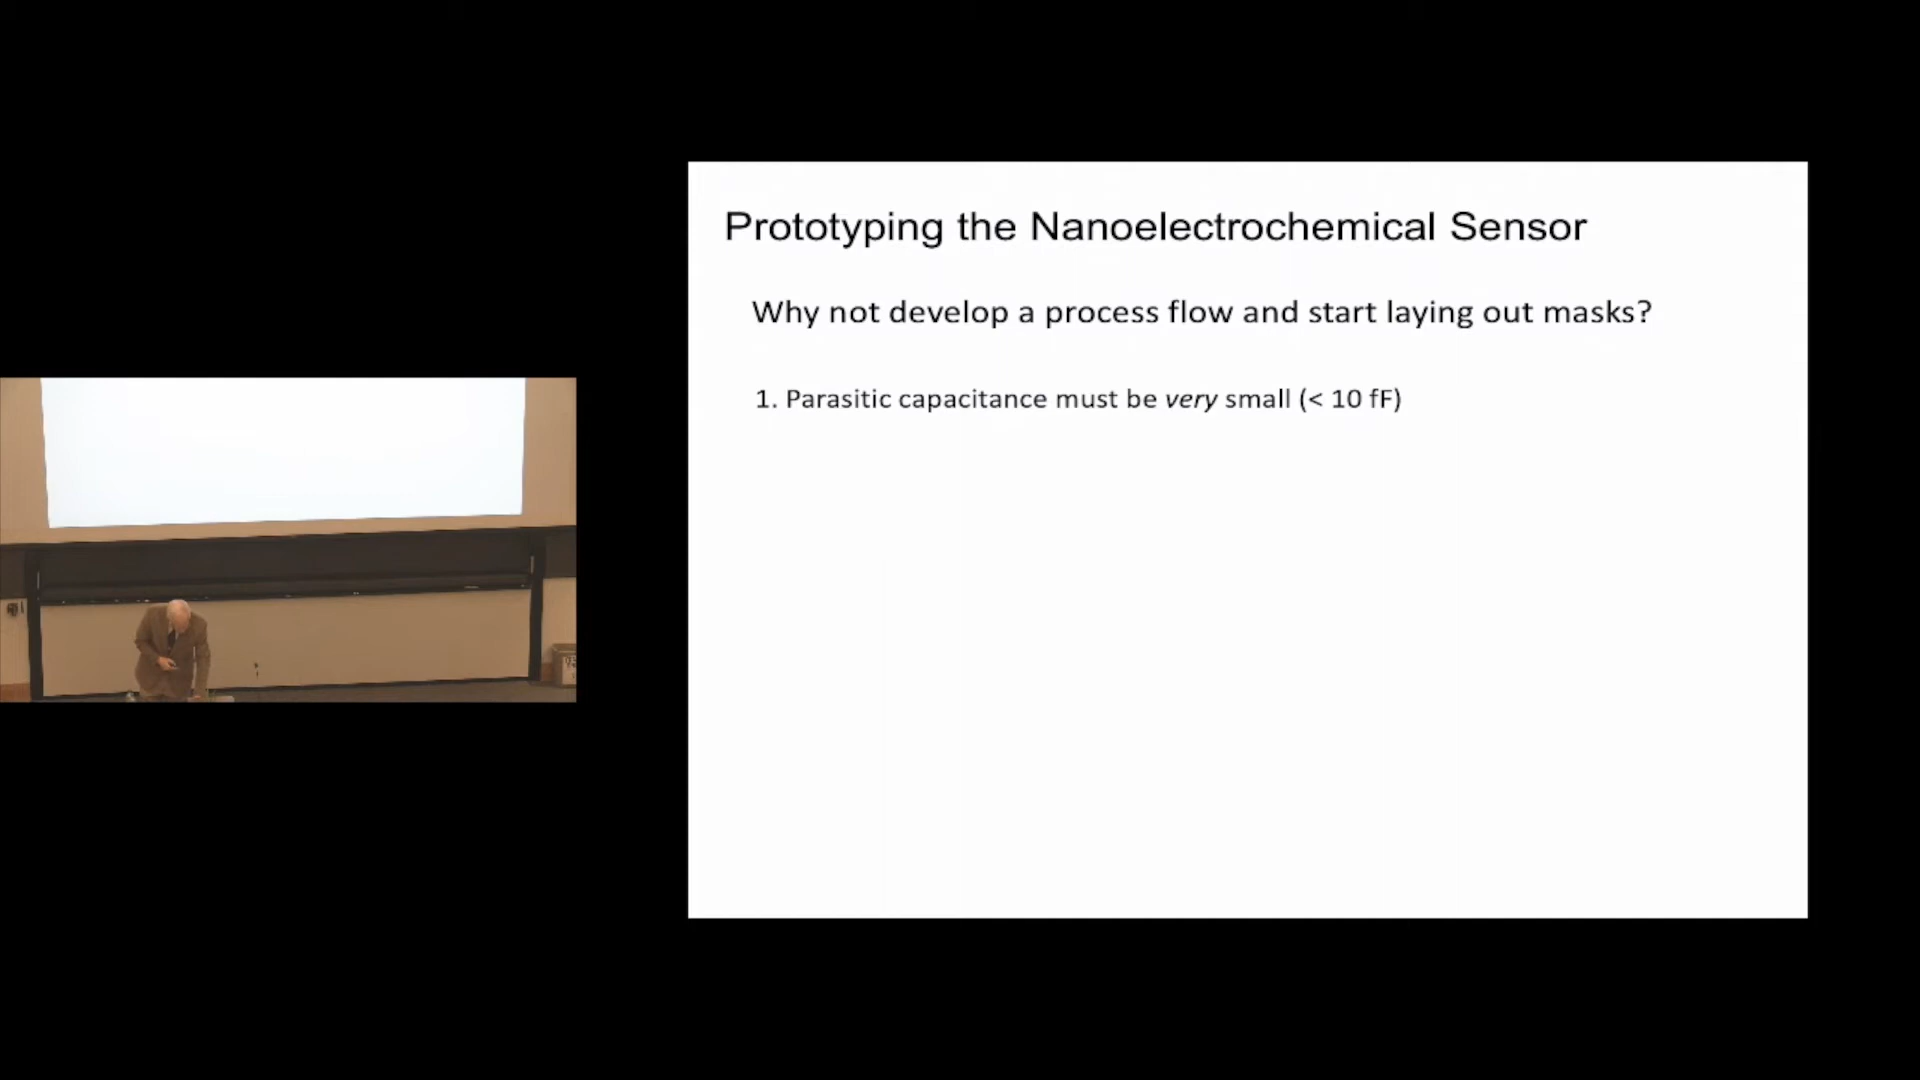 Prototyping the Nanoelectrochemical Sensor
Why not develop a process flow and start laying out masks?
1. Parasitic capacitance must be very small (< 10 fF)